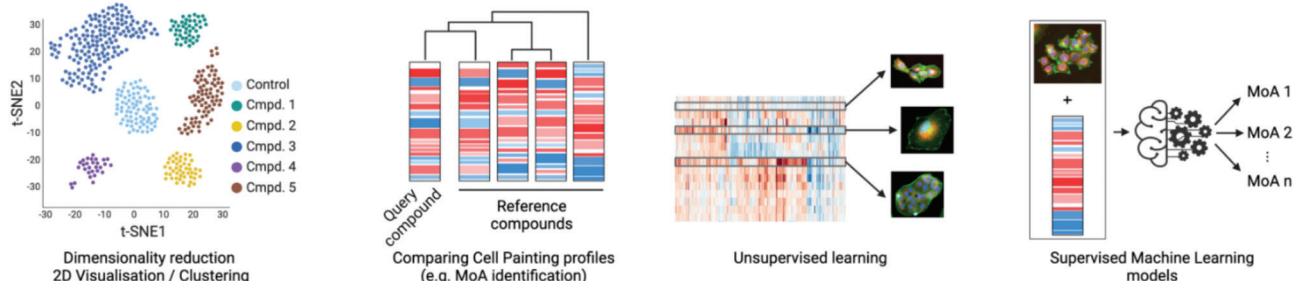 30
20
10
0
-10
-20
-30
t-SNE2
-30 -20 -10 0 10 20 30
t-SNE1
Control
Cmpd. 1
Cmpd. 2
Cmpd. 3
Cmpd. 4
Cmpd. 5
Dimensionality reduction
2D Visualisation / Clustering
Query
compound
Reference
compounds
Comparing Cell Painting profiles
(e.g. MoA identification)
Unsupervised learning
+
MoA 1
MoA 2
⋮
MoA n
Supervised Machine Learning
models